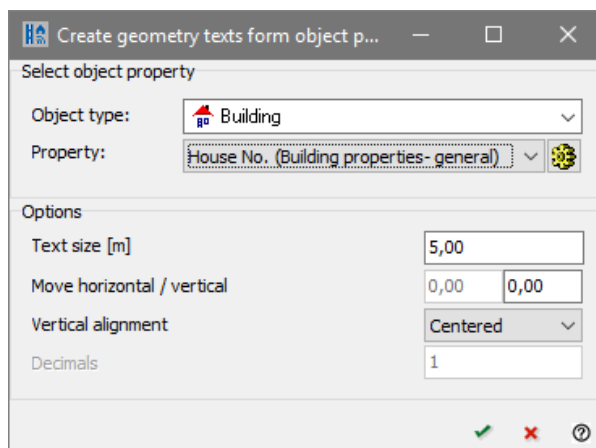 Create geometry texts form object p...
Select object property
Object type: Building
Property: House No. (Building properties- general)
Options
Text size [m] 5,00
Move horizontal / vertical 0,00 0,00
Vertical alignment Centered
Decimals 1